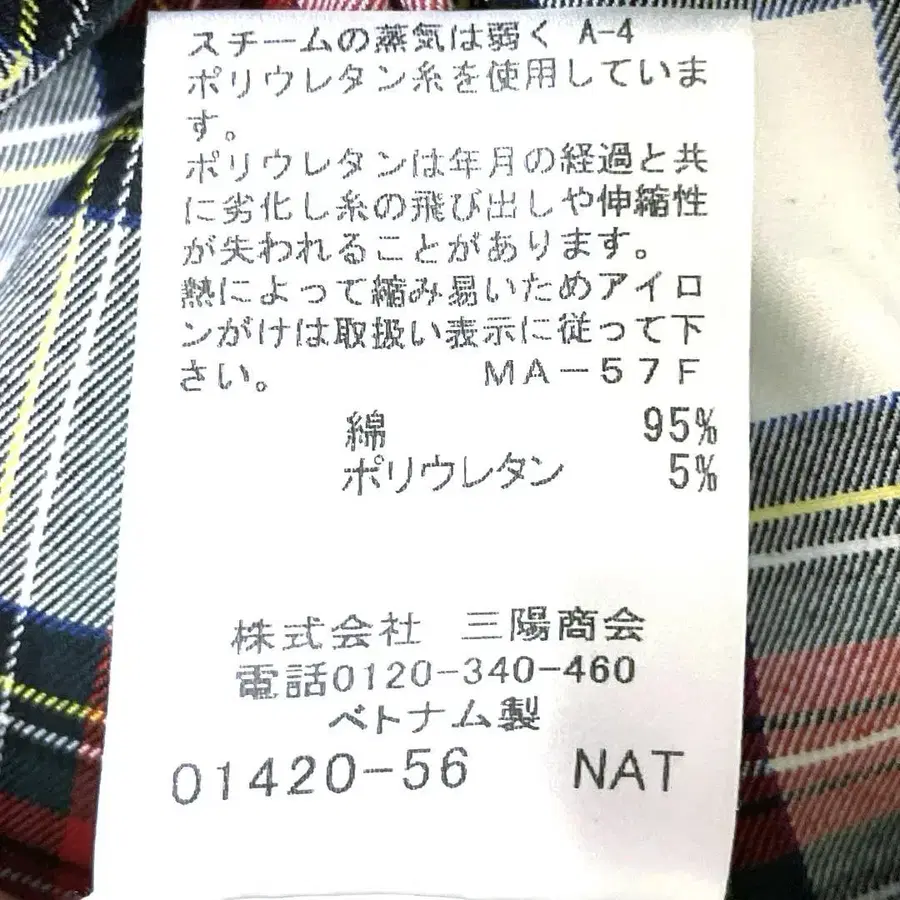 スチームの蒸気は弱く A-4
ポリウレタン糸を使用していま
す。
ポリウレタンは年月の経過と共
に劣化し糸の飛び出しや伸縮性
が失われることがあります。
熱によって縮み易いためアイロ
ンがけは取扱い表示に従って下
さい。 MA-57F
綿 95%
ポリウレタン 5%
株式会社 三陽商会
電話0120-340-460
ベトナム製
01420-56 NAT